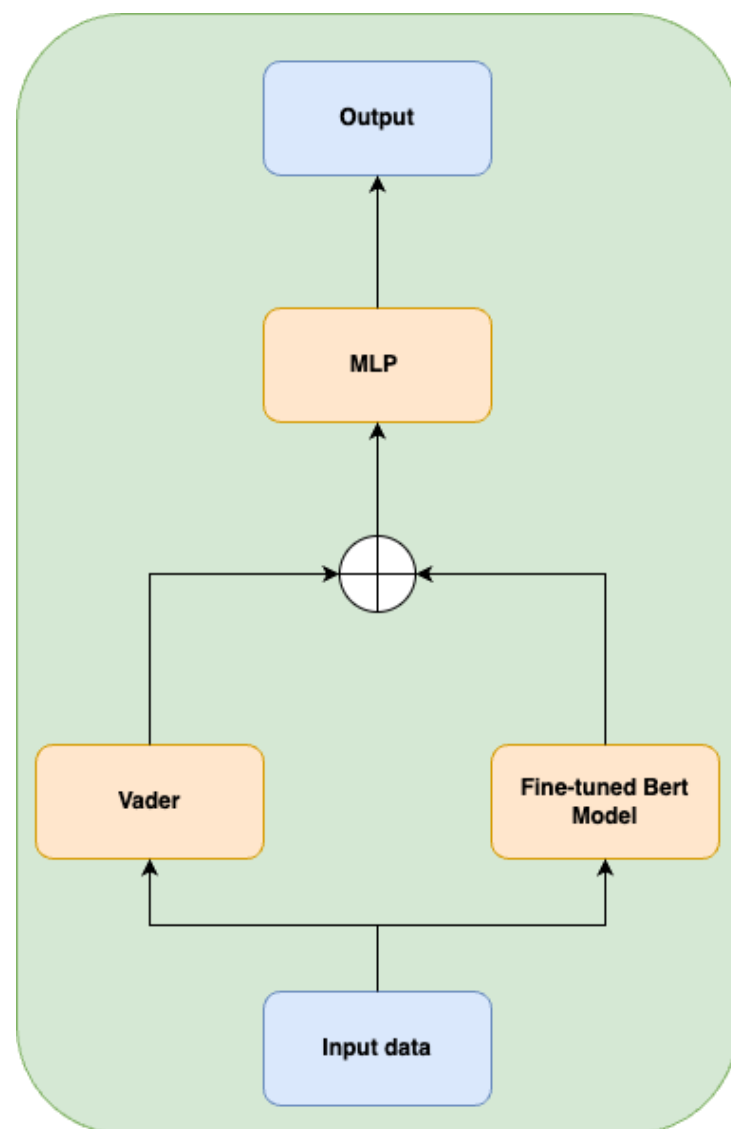 Output
MLP
Vader
Fine-tuned Bert
Model
Input data